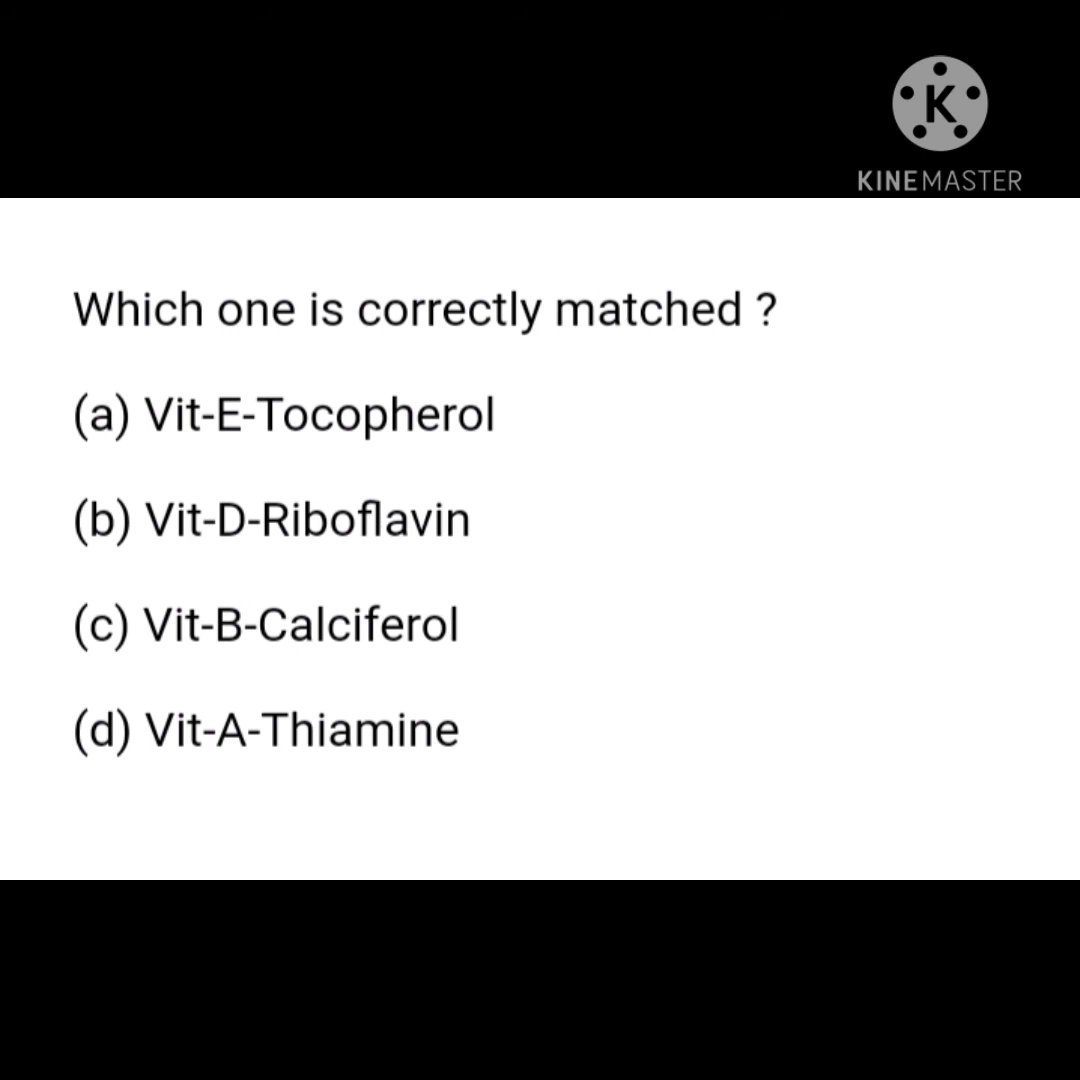 K
KINEMASTER
Which one is correctly matched ?
(a) Vit-E-Tocopherol
(b) Vit-D-Riboflavin
(c) Vit-B-Calciferol
(d) Vit-A-Thiamine